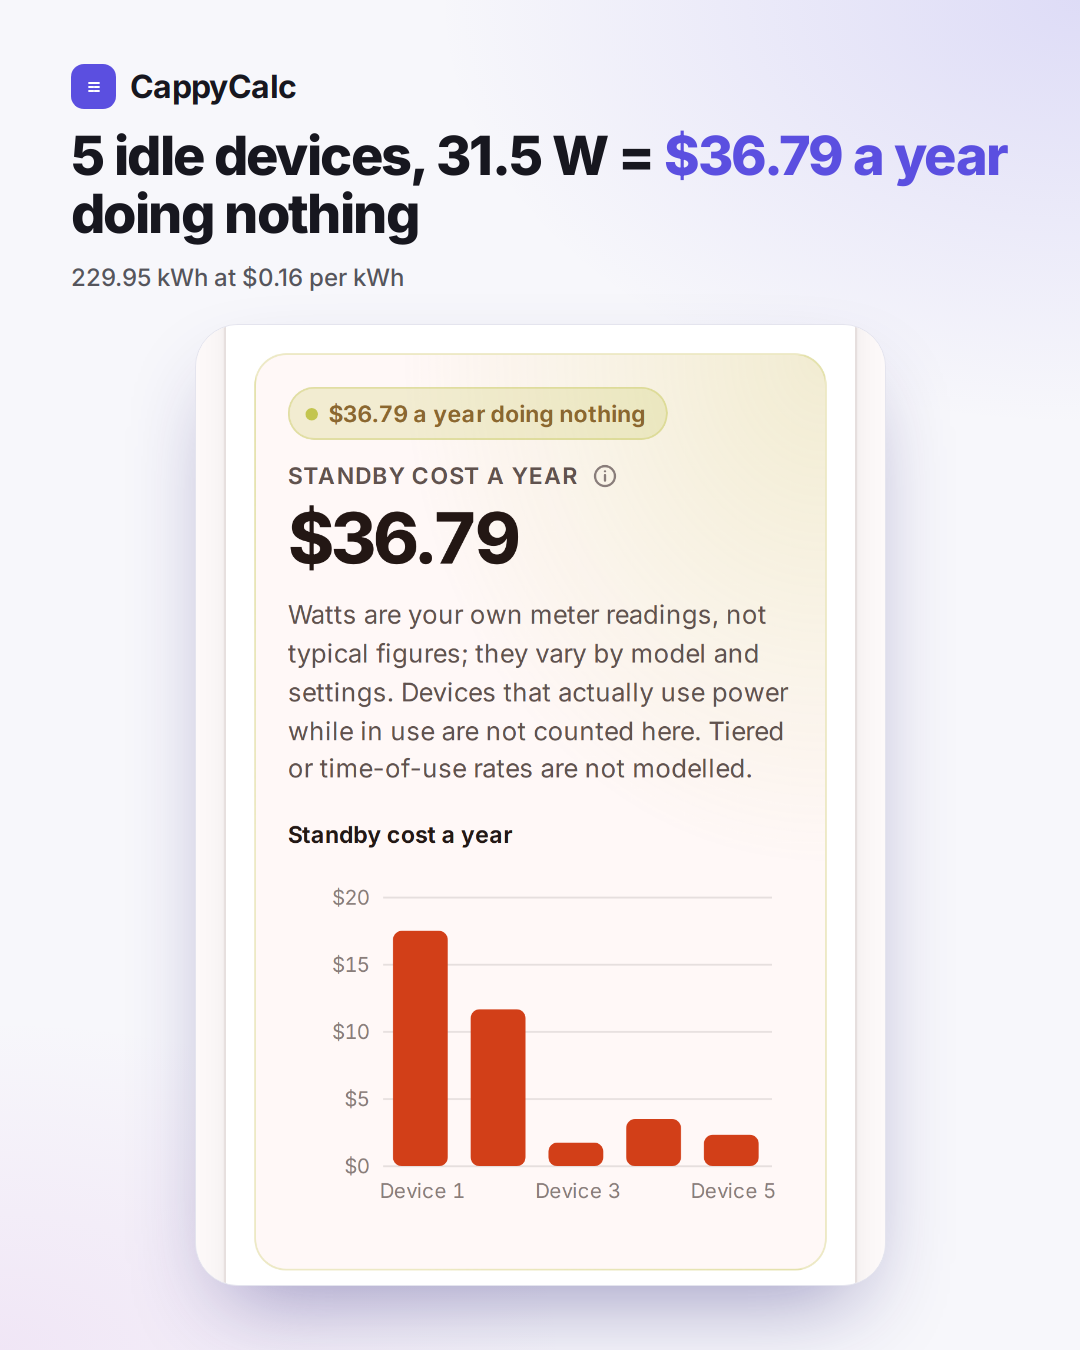 CappyCalc
5 idle devices, 31.5 W = $36.79 a year
doing nothing
229.95 kWh at $0.16 per kWh
$36.79 a year doing nothing
STANDBY COST A YEAR
$36.79
Watts are your own meter readings, not
typical figures; they vary by model and
settings. Devices that actually use power
while in use are not counted here. Tiered
or time-of-use rates are not modelled.
Standby cost a year
$20
$15
$10
$5
$0
Device 1 Device 3 Device 5